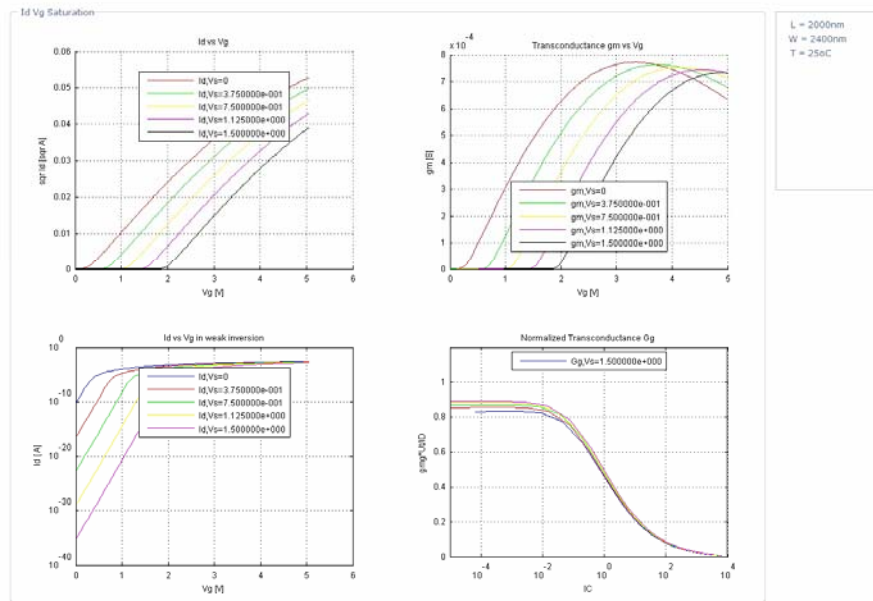 Id Vg Saturation
L = 2000nm
W = 2400nm
T = 25oC
Id vs Vg
0.06
0.05
0.04
0.03
0.02
0.01
0
sqr Id [sqr A]
Id,Vs=0
Id,Vs=3.750000e-001
Id,Vs=7.500000e-001
Id,Vs=1.125000e+000
Id,Vs=1.500000e+000
0 1 2 3 4 5 6
Vg [V]
x 10^-4
Transconductance gm vs Vg
8
7
6
5
4
3
2
1
0
gm [S]
gm,Vs=0
gm,Vs=3.750000e-001
gm,Vs=7.500000e-001
gm,Vs=1.125000e+000
gm,Vs=1.500000e+000
0 1 2 3 4 5
Vg [V]
Id vs Vg in weak inversion
10^0
10^-10
10^-20
10^-30
10^-40
Id [A]
Id,Vs=0
Id,Vs=3.750000e-001
Id,Vs=7.500000e-001
Id,Vs=1.125000e+000
Id,Vs=1.500000e+000
0 1 2 3 4 5 6
Vg [V]
Normalized Transconductance Gg
Gg,Vs=1.500000e+000
1
0.8
0.6
0.4
0.2
0
gmg*Ut/ID
10^-4 10^-2 10^0 10^2 10^4
IC